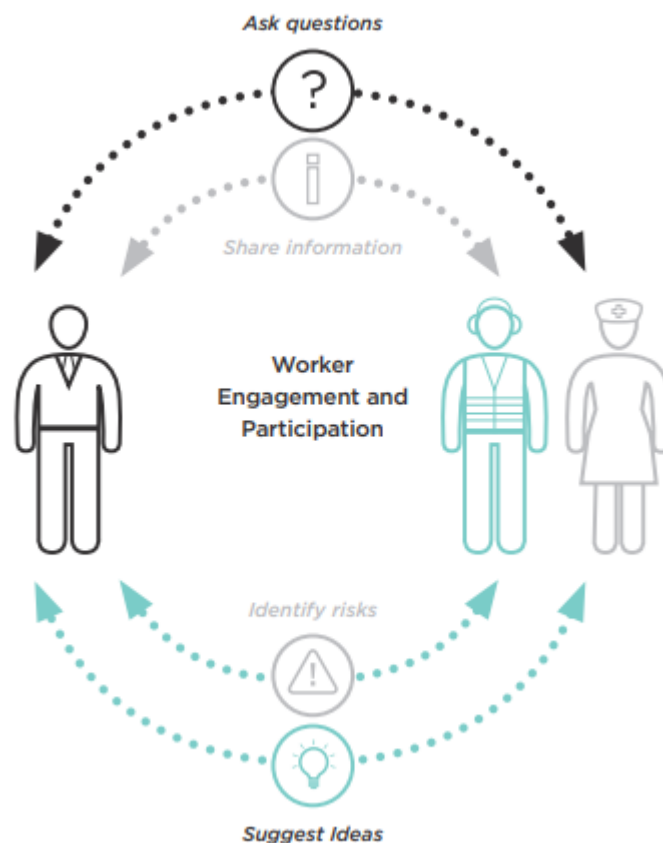 Ask questions
?
i
Share information
Worker
Engagement and
Participation
Identify risks
!
Suggest Ideas